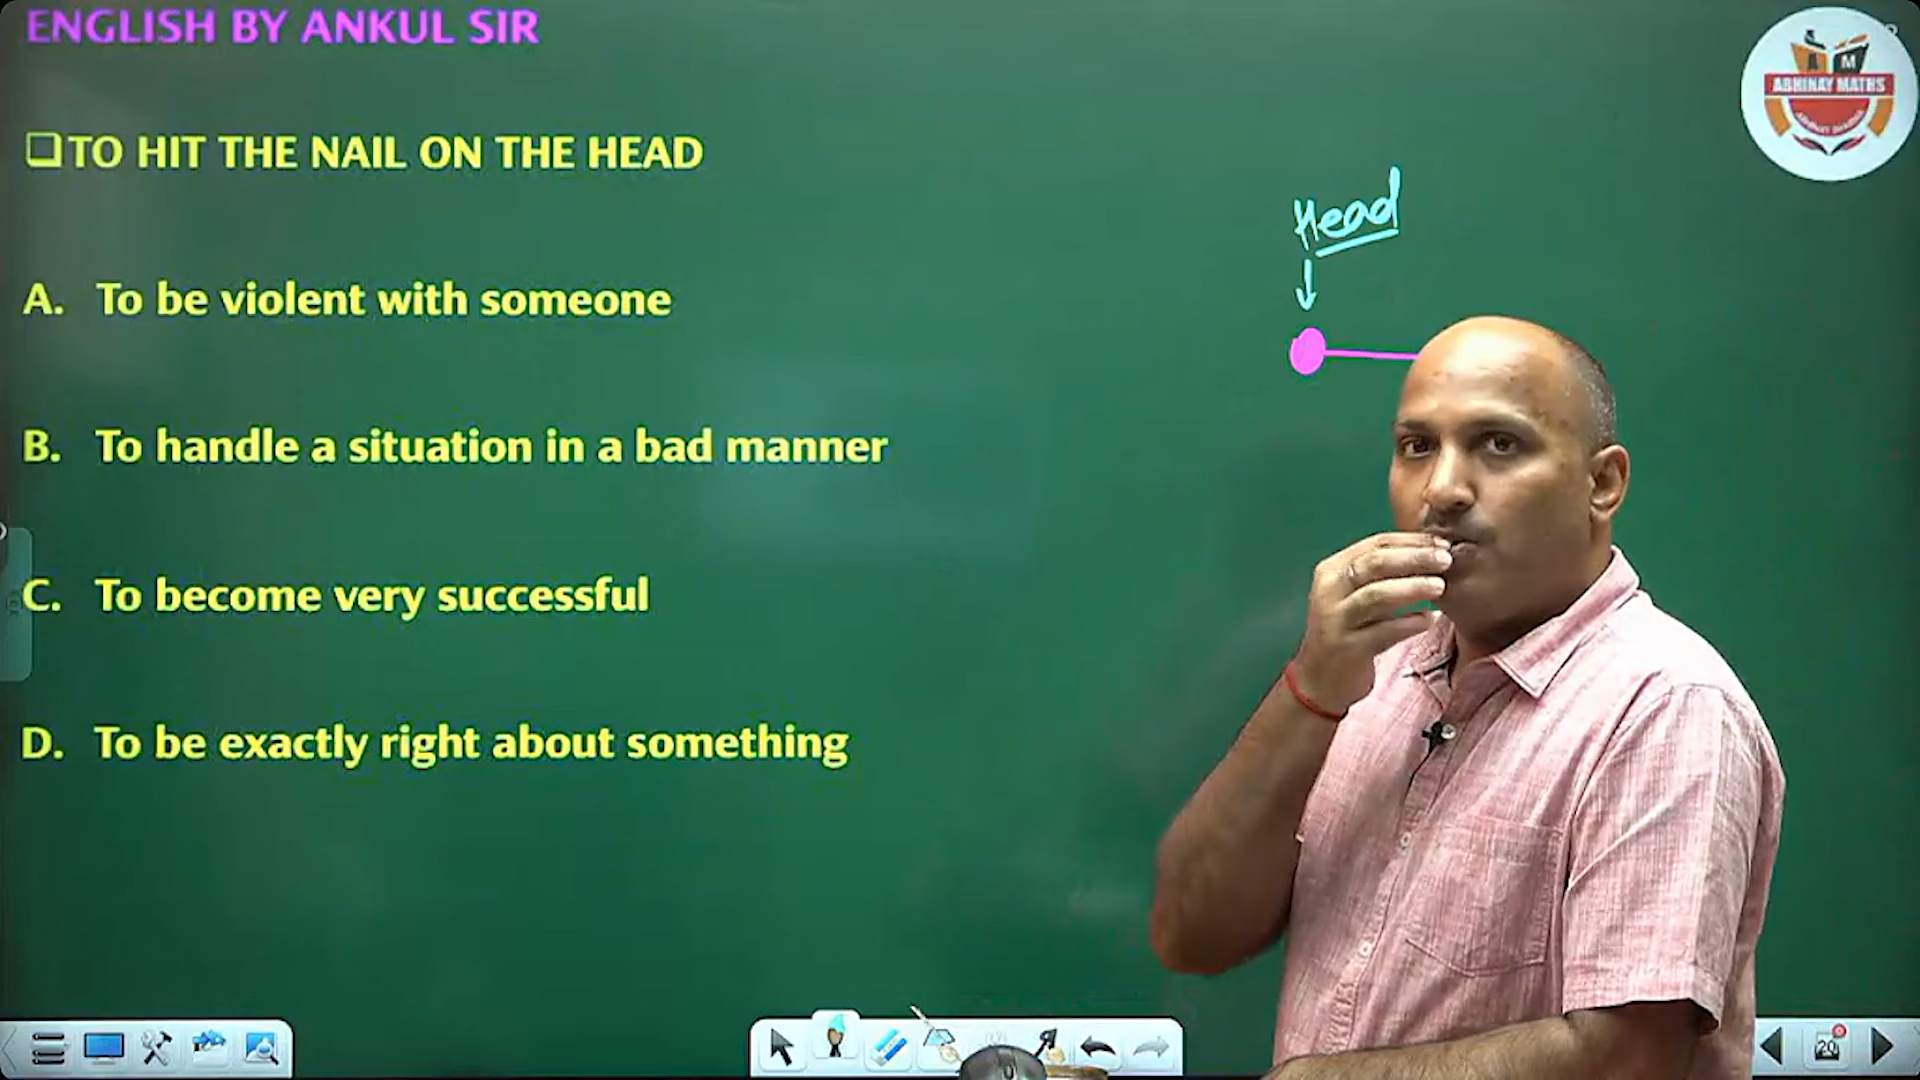 ENGLISH BY ANKUL SIR
TO HIT THE NAIL ON THE HEAD
Head
A. To be violent with someone
B. To handle a situation in a bad manner
C. To become very successful
D. To be exactly right about something
A M
ABHINAY MATHS
20